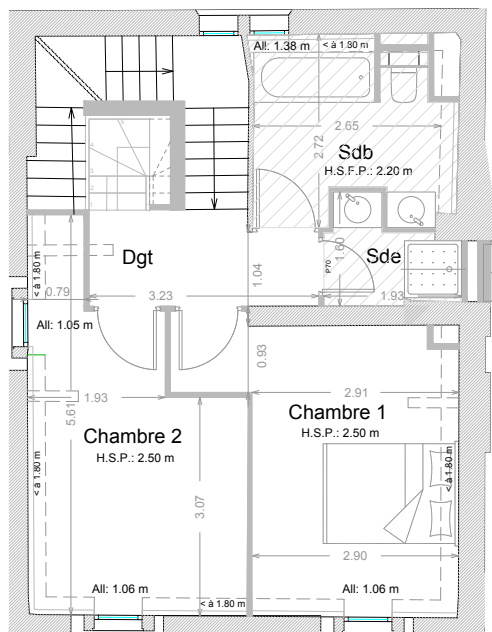 All: 1.38 m
< à 1.80 m
2.65
2.72
Sdb
H.S.F.P.: 2.20 m
Dgt
Sde
P70
1.60
1.04
< à 1.80 m
0.79
3.23
1.93
All: 1.05 m
0.93
1.93
2.91
5.61
Chambre 2
H.S.P.: 2.50 m
Chambre 1
H.S.P.: 2.50 m
< à 1.80 m
< à 1.80 m
3.07
2.90
All: 1.06 m
< à 1.80 m
All: 1.06 m